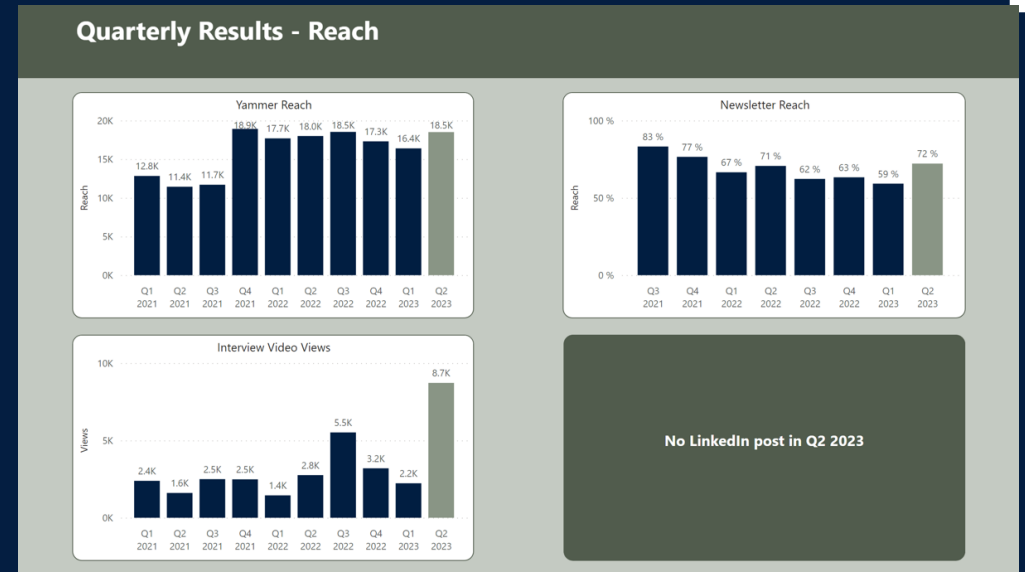 Quarterly Results - Reach
Yammer Reach
20K
15K
10K
5K
0K
Reach
12.8K
11.4K
11.7K
18.9K
17.7K
18.0K
18.5K
17.3K
16.4K
18.5K
Q1 Q2 Q3 Q4 Q1 Q2 Q3 Q4 Q1 Q2
2021 2021 2021 2021 2022 2022 2022 2022 2023 2023
Newsletter Reach
100 %
50 %
0 %
Reach
83 %
77 %
67 %
71 %
62 %
63 %
59 %
72 %
Q3 Q4 Q1 Q2 Q3 Q4 Q1 Q2
2021 2021 2022 2022 2022 2022 2023 2023
Interview Video Views
10K
5K
0K
Views
2.4K
1.6K
2.5K
2.5K
1.4K
2.8K
5.5K
3.2K
2.2K
8.7K
Q1 Q2 Q3 Q4 Q1 Q2 Q3 Q4 Q1 Q2
2021 2021 2021 2021 2022 2022 2022 2022 2023 2023
No LinkedIn post in Q2 2023